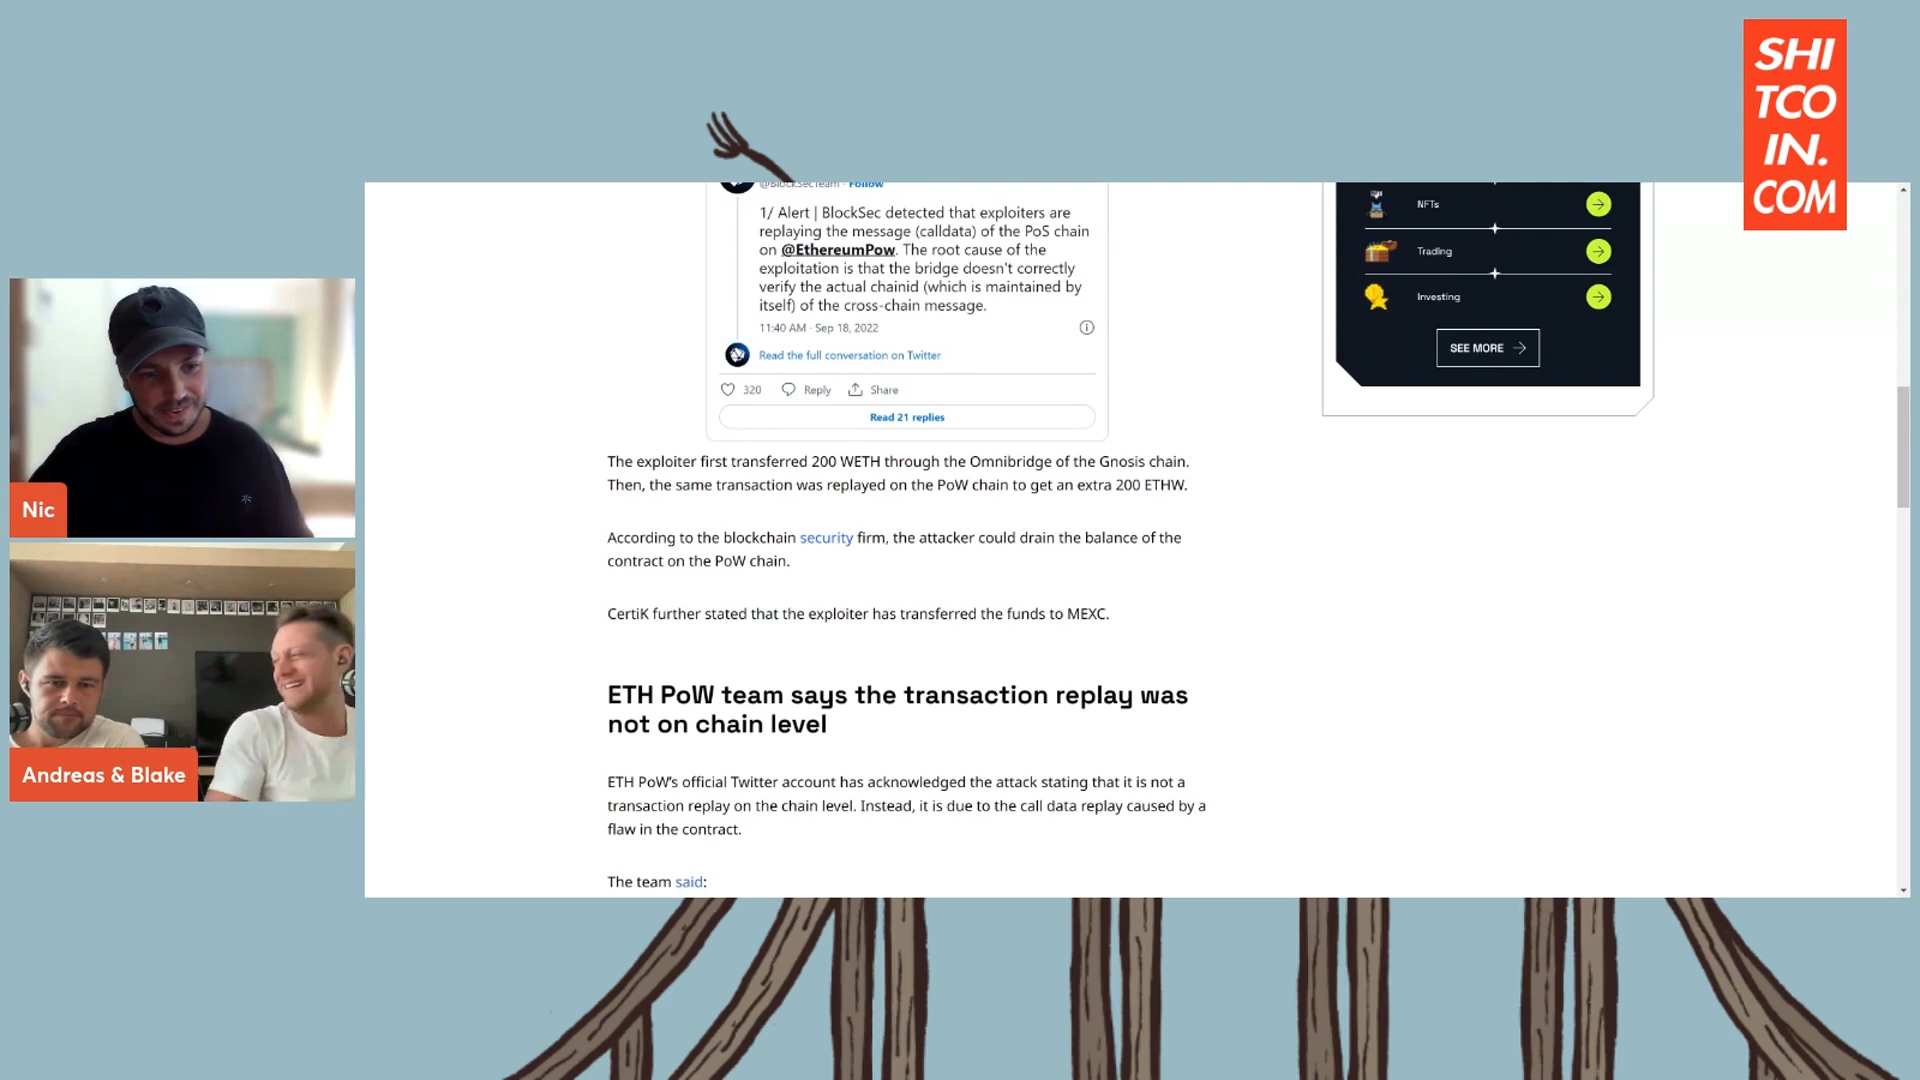 SHI
TCO
IN.
COM
@BlockSecTeam · Follow
1/ Alert | BlockSec detected that exploiters are
replaying the message (calldata) of the PoS chain
on @EthereumPow. The root cause of the
exploitation is that the bridge doesn't correctly
verify the actual chainid (which is maintained by
itself) of the cross-chain message.
11:40 AM · Sep 18, 2022
Read the full conversation on Twitter
320 Reply Share
Read 21 replies
NFTs
Trading
Investing
SEE MORE
The exploiter first transferred 200 WETH through the Omnibridge of the Gnosis chain.
Then, the same transaction was replayed on the PoW chain to get an extra 200 ETHW.
According to the blockchain security firm, the attacker could drain the balance of the
contract on the PoW chain.
CertiK further stated that the exploiter has transferred the funds to MEXC.
ETH PoW team says the transaction replay was
not on chain level
ETH PoW's official Twitter account has acknowledged the attack stating that it is not a
transaction replay on the chain level. Instead, it is due to the call data replay caused by a
flaw in the contract.
The team said:
Nic
Andreas & Blake